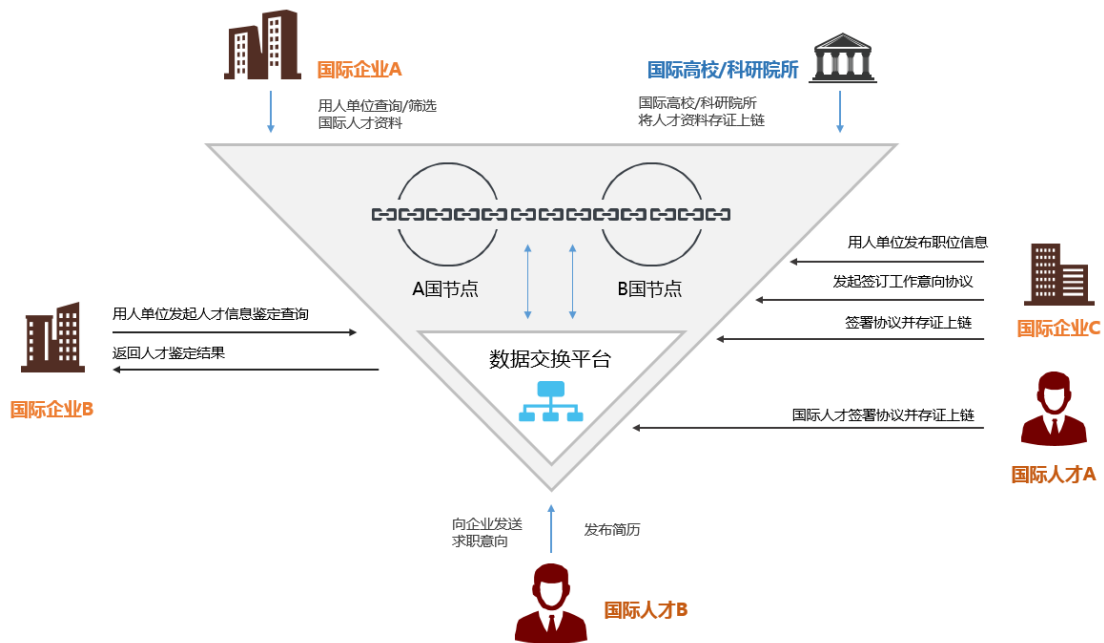 国际企业A
用人单位查询/筛选
国际人才资料
国际高校/科研院所
国际高校/科研院所
将人才资料存证上链
A国节点
B国节点
数据交换平台
用人单位发起人才信息鉴定查询
返回人才鉴定结果
国际企业B
用人单位发布职位信息
发起签订工作意向协议
签署协议并存证上链
国际企业C
国际人才签署协议并存证上链
国际人才A
向企业发送
求职意向
发布简历
国际人才B